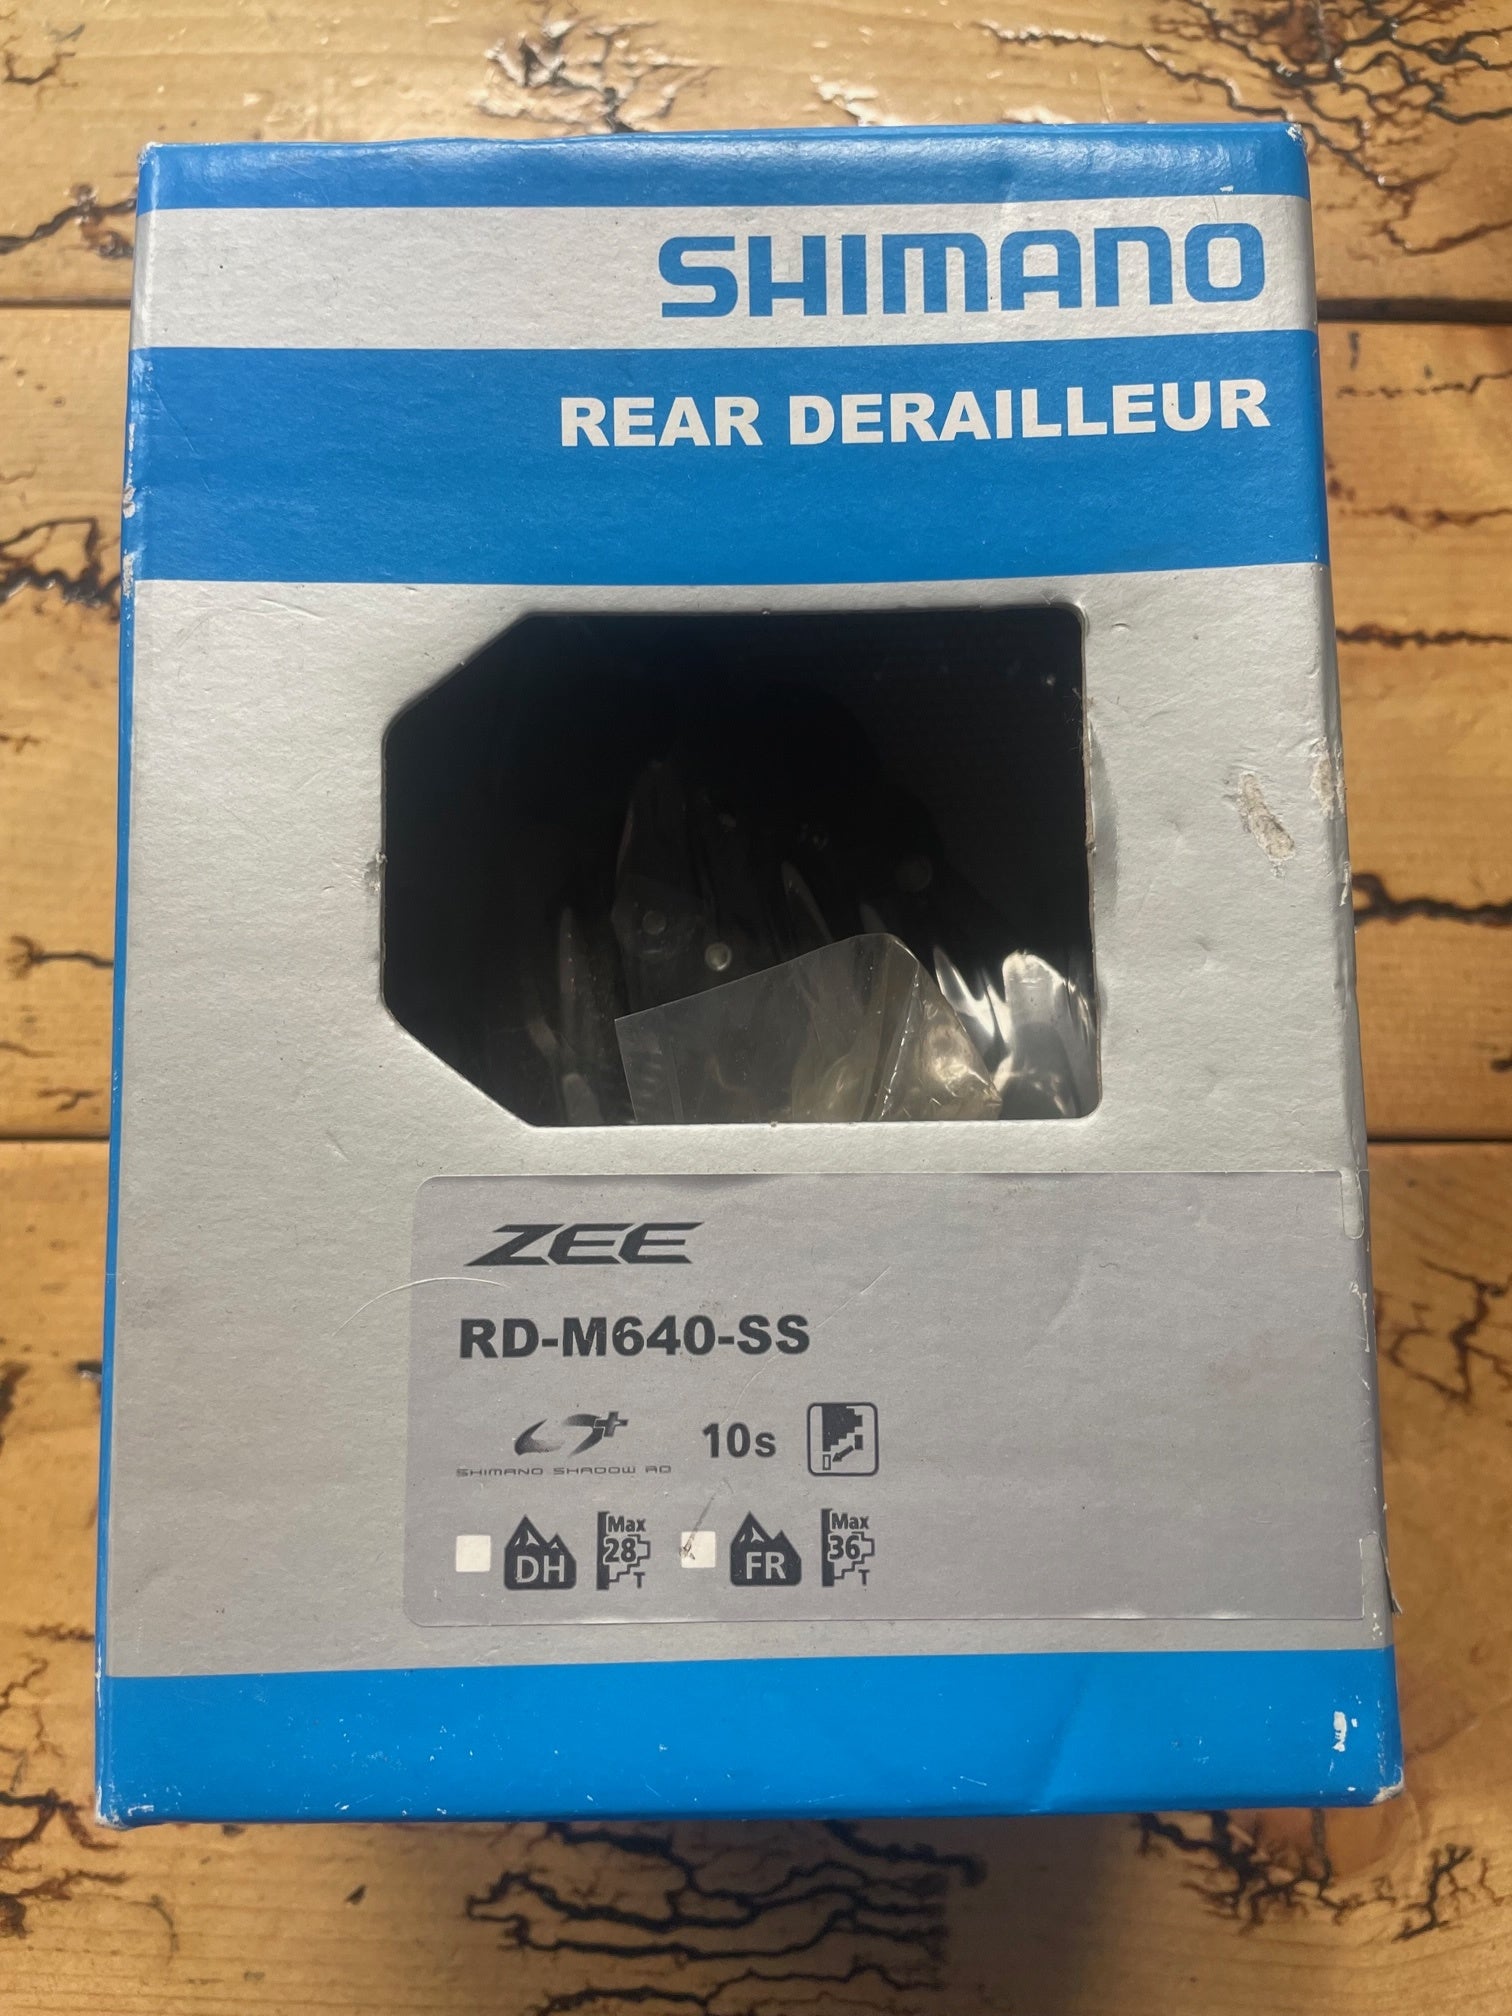 SHIMANO
REAR DERAILLEUR
ZEE
RD-M640-SS
SHIMANO SHADOW RD
10s
DH Max 28 T FR Max 36 T